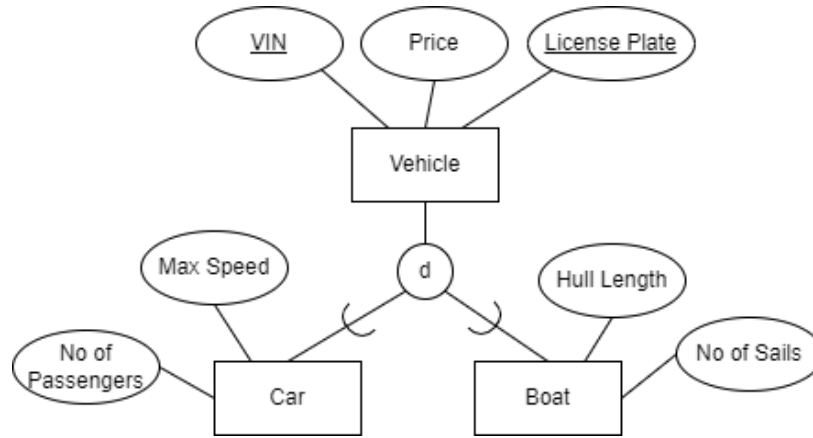 VIN
Price
License Plate
Vehicle
d
Max Speed
Hull Length
No of
Passengers
No of Sails
Car
Boat